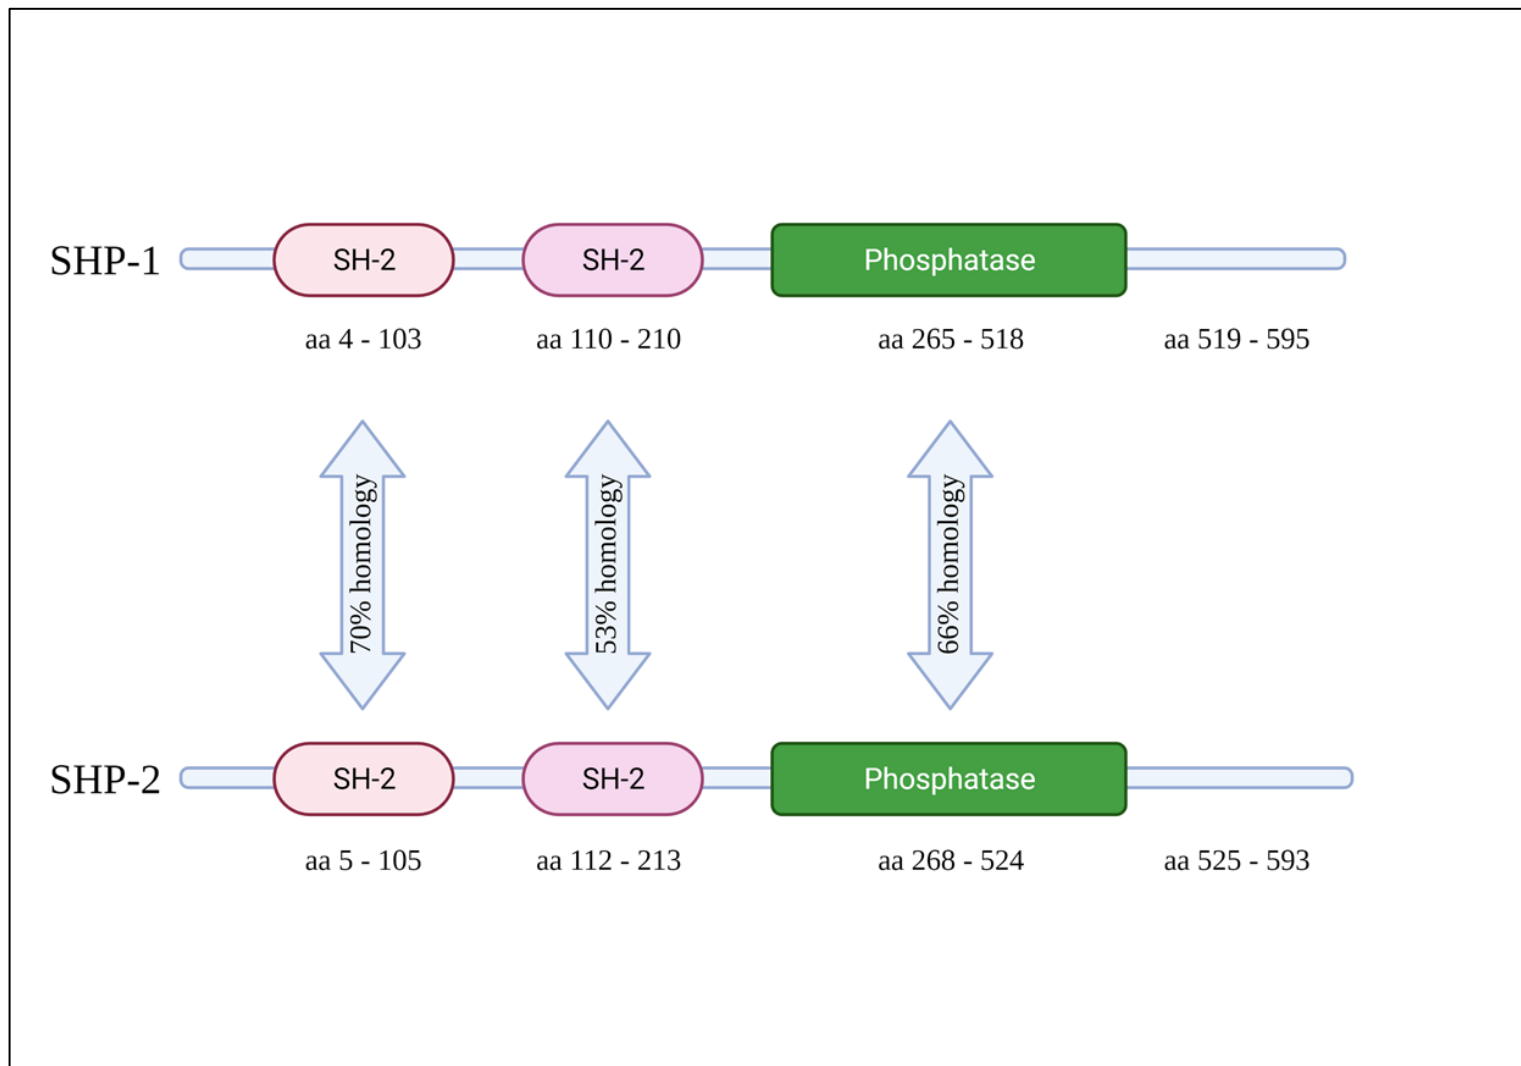 SHP-1
SH-2
SH-2
Phosphatase
aa 4 - 103
aa 110 - 210
aa 265 - 518
aa 519 - 595
70% homology
53% homology
66% homology
SHP-2
SH-2
SH-2
Phosphatase
aa 5 - 105
aa 112 - 213
aa 268 - 524
aa 525 - 593